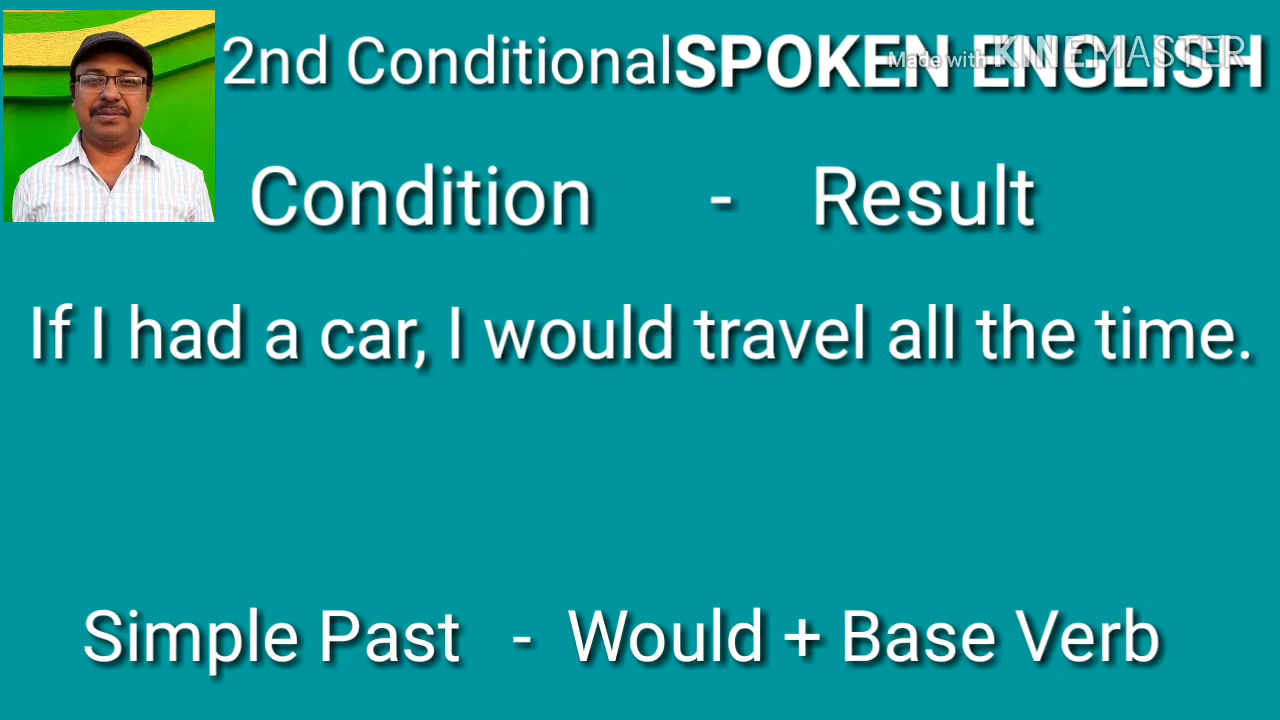 2nd Conditional SPOKEN ENGLISH
Made with KINEMASTER
Condition - Result
If I had a car, I would travel all the time.
Simple Past - Would + Base Verb